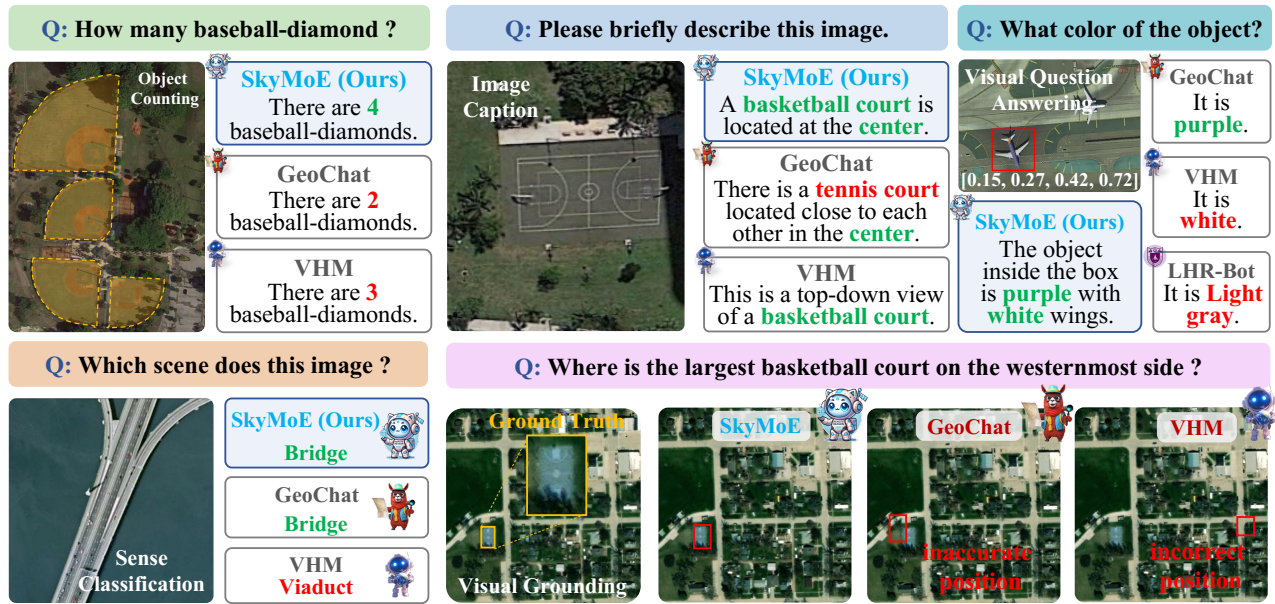 Q: How many baseball-diamond ?
Object
Counting
SkyMoE (Ours)
There are 4
baseball-diamonds.
GeoChat
There are 2
baseball-diamonds.
VHM
There are 3
baseball-diamonds.
Q: Please briefly describe this image.
Image
Caption
SkyMoE (Ours)
A basketball court is
located at the center.
GeoChat
There is a tennis court
located close to each
other in the center.
VHM
This is a top-down view
of a basketball court.
Q: What color of the object?
Visual Question
Answering
[0.15, 0.27, 0.42, 0.72]
SkyMoE (Ours)
The object
inside the box
is purple with
white wings.
GeoChat
It is
purple.
VHM
It is
white.
LHR-Bot
It is Light
gray.
Q: Which scene does this image ?
Sense
Classification
SkyMoE (Ours)
Bridge
GeoChat
Bridge
VHM
Viaduct
Q: Where is the largest basketball court on the westernmost side ?
Ground Truth
Visual Grounding
SkyMoE
GeoChat
inaccurate
position
VHM
incorrect
position